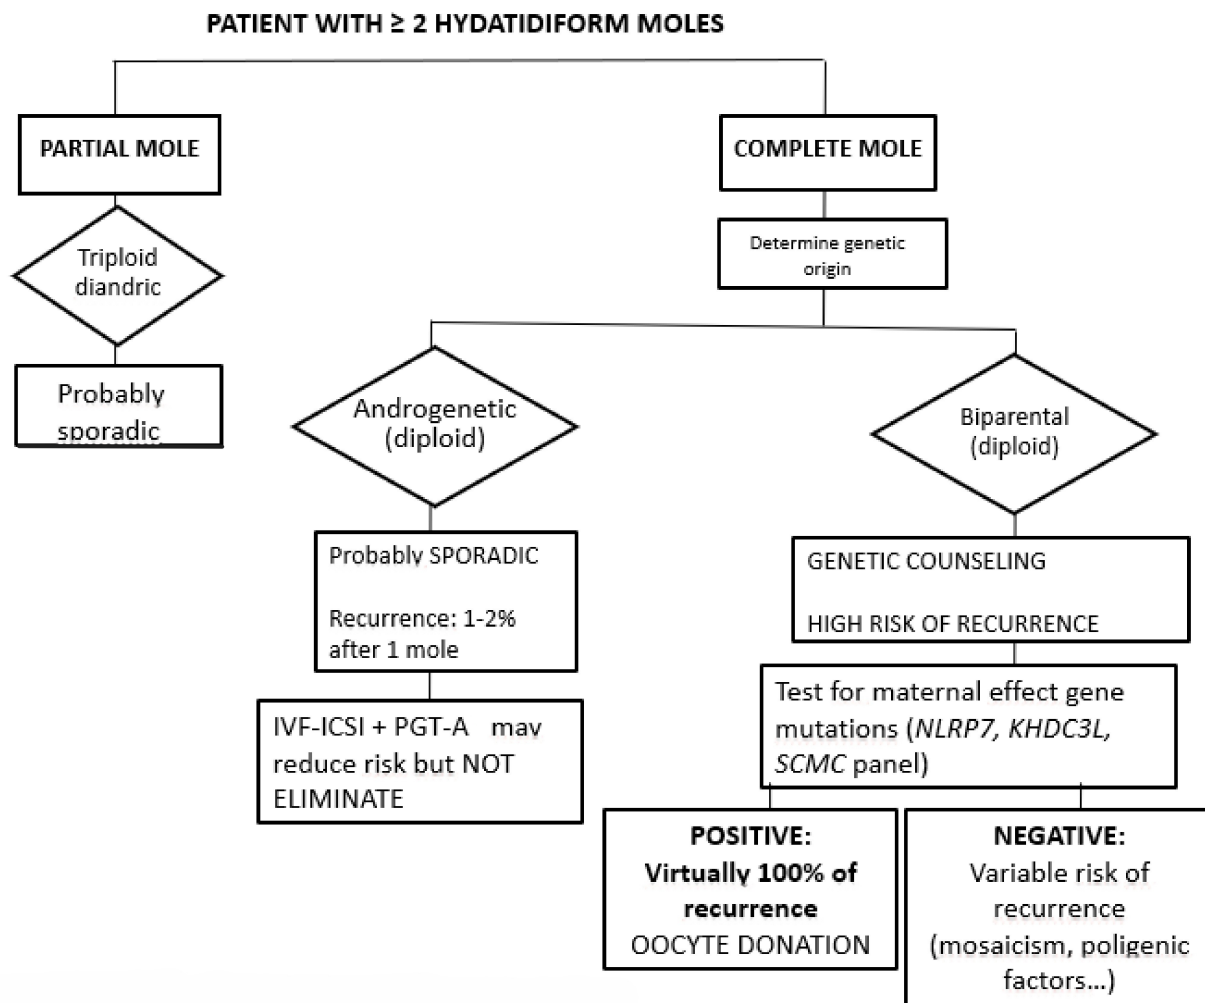 PATIENT WITH ≥ 2 HYDATIDIFORM MOLES
PARTIAL MOLE
Triploid
diandric
Probably
sporadic
COMPLETE MOLE
Determine genetic
origin
Androgenetic
(diploid)
Probably SPORADIC
Recurrence: 1-2%
after 1 mole
IVF-ICSI + PGT-A mav
reduce risk but NOT
ELIMINATE
Biparental
(diploid)
GENETIC COUNSELING
HIGH RISK OF RECURRENCE
Test for maternal effect gene
mutations (NLRP7, KHDC3L,
SCMC panel)
POSITIVE:
Virtually 100% of
recurrence
OOCYTE DONATION
NEGATIVE:
Variable risk of
recurrence
(mosaicism, poligenic
factors...)